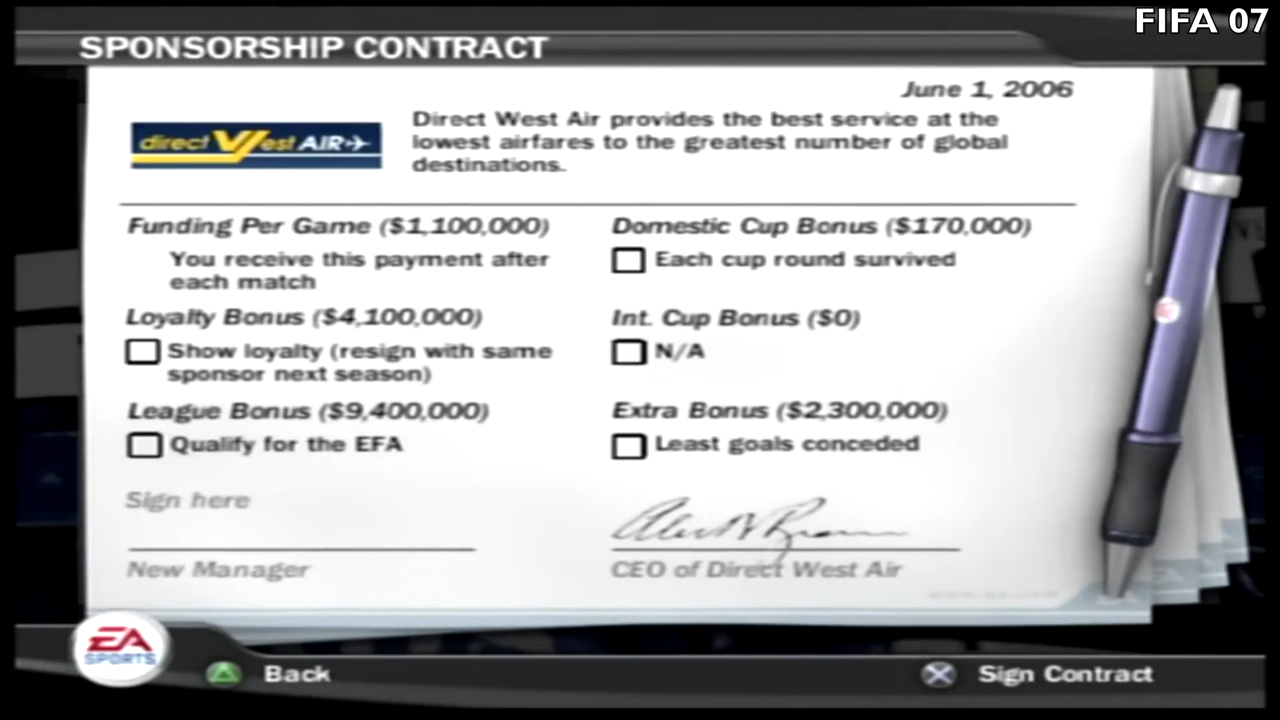 FIFA 07
SPONSORSHIP CONTRACT
June 1, 2006
direct West AIR
Direct West Air provides the best service at the
lowest airfares to the greatest number of global
destinations.
Funding Per Game ($1,100,000)
You receive this payment after
each match
Loyalty Bonus ($4,100,000)
Show loyalty (resign with same
sponsor next season)
League Bonus ($9,400,000)
Qualify for the EFA
Domestic Cup Bonus ($170,000)
Each cup round survived
Int. Cup Bonus ($0)
N/A
Extra Bonus ($2,300,000)
Least goals conceded
Sign here
New Manager
CEO of Direct West Air
EA
SPORTS
Back
Sign Contract